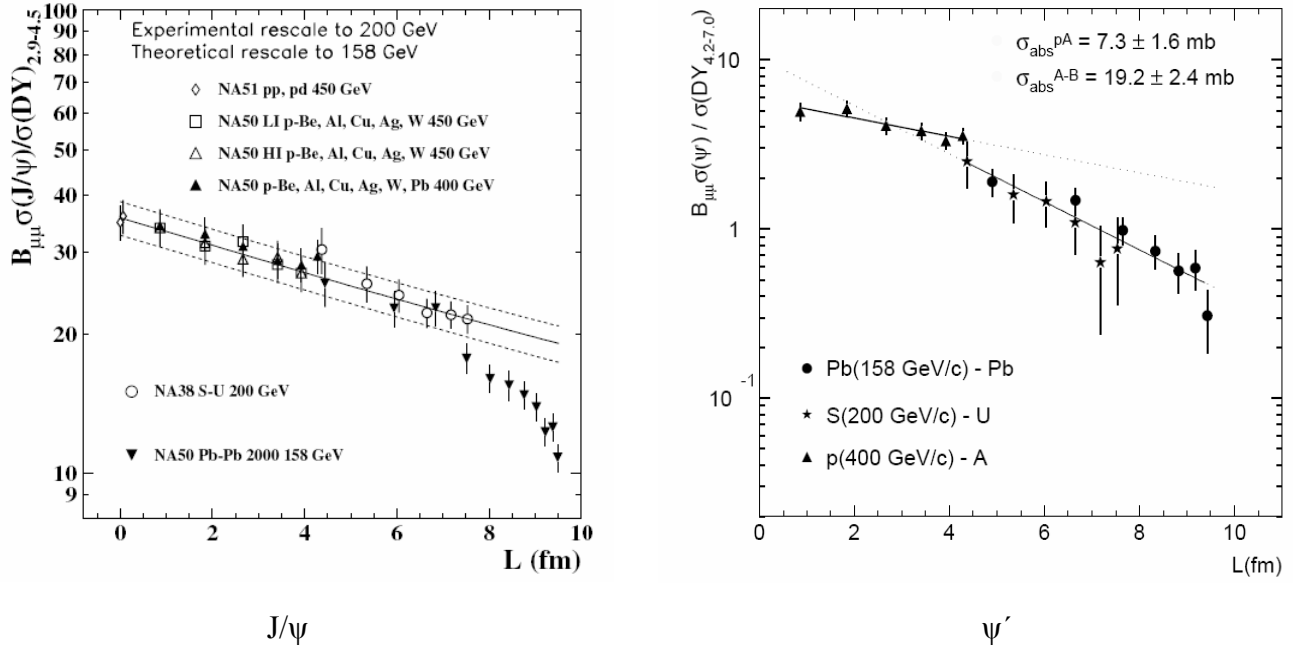 B_μμ σ(J/ψ)/σ(DY)_2.9-4.5
100
90
80
70
60
50
40
30
20
10
9
Experimental rescale to 200 GeV
Theoretical rescale to 158 GeV
NA51 pp, pd 450 GeV
NA50 LI p-Be, Al, Cu, Ag, W 450 GeV
NA50 HI p-Be, Al, Cu, Ag, W 450 GeV
NA50 p-Be, Al, Cu, Ag, W, Pb 400 GeV
NA38 S-U 200 GeV
NA50 Pb-Pb 2000 158 GeV
0 2 4 6 8 10
L (fm)
J/ψ
B_μμ σ(ψ') / σ(DY_4.2-7.0)
10
1
10^-1
σ_abs^pA = 7.3 ± 1.6 mb
σ_abs^A-B = 19.2 ± 2.4 mb
Pb(158 GeV/c) - Pb
S(200 GeV/c) - U
p(400 GeV/c) - A
0 2 4 6 8 10
L(fm)
ψ´